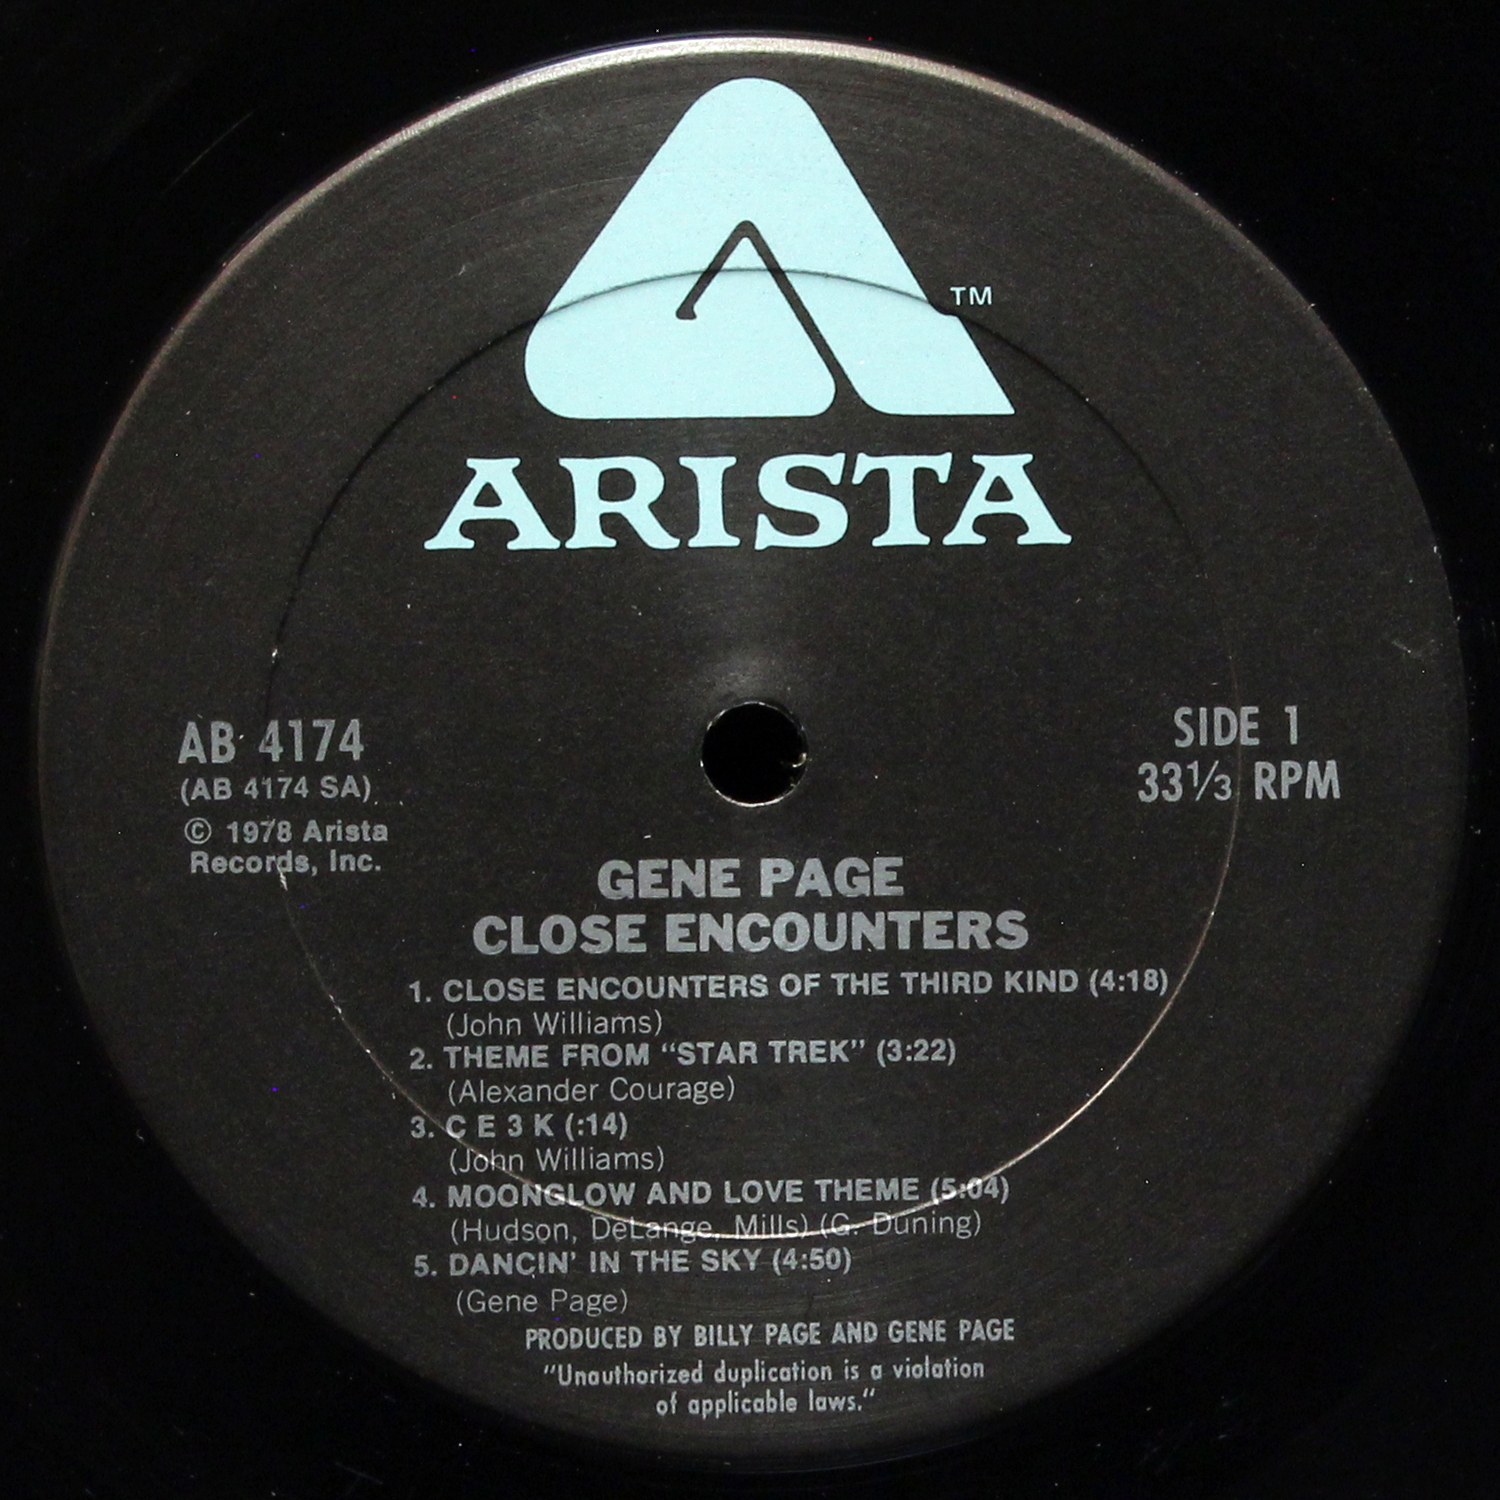 TM
ARISTA
AB 4174
(AB 4174 SA)
© 1978 Arista
Records, Inc.
SIDE 1
33⅓ RPM
GENE PAGE
CLOSE ENCOUNTERS
1. CLOSE ENCOUNTERS OF THE THIRD KIND (4:18)
(John Williams)
2. THEME FROM “STAR TREK” (3:22)
(Alexander Courage)
3. C E 3 K (:14)
(John Williams)
4. MOONGLOW AND LOVE THEME (5:04)
(Hudson, DeLange, Mills) (G. Duning)
5. DANCIN' IN THE SKY (4:50)
(Gene Page)
PRODUCED BY BILLY PAGE AND GENE PAGE
“Unauthorized duplication is a violation
of applicable laws.”